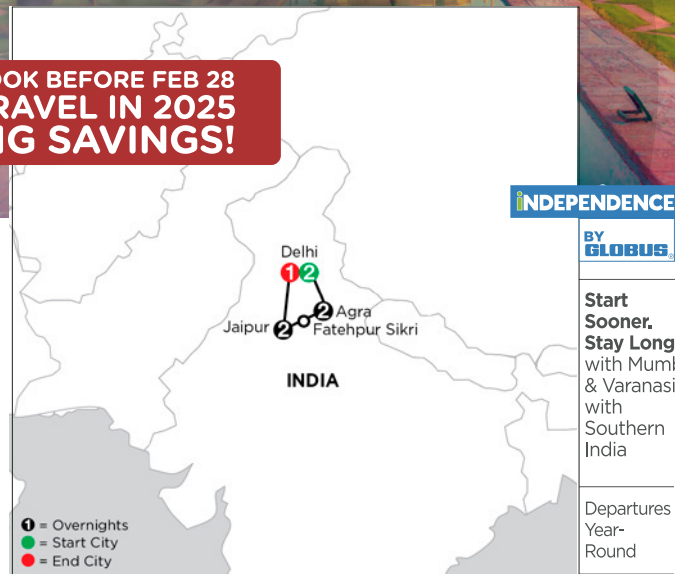 OOK BEFORE FEB 28
RAVEL IN 2025
NG SAVINGS!
Delhi
1 2
2 Agra
Jaipur 2
Fatehpur Sikri
INDIA
1 = Overnights
= Start City
= End City
iNDEPENDENCE
BY
GLOBUS®
Start
Sooner.
Stay Long
with Mumb
& Varanasi
with
Southern
India
Departures
Year-
Round